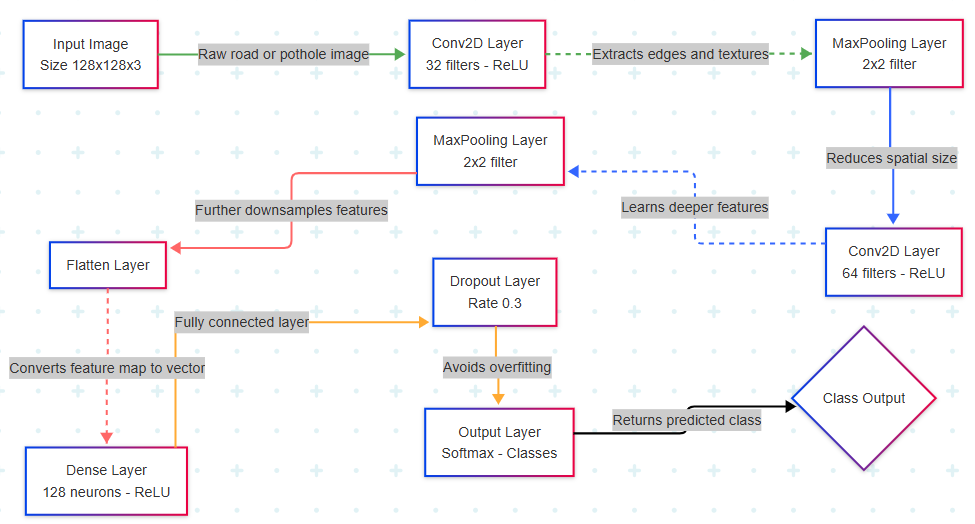 Input Image
Size 128x128x3
Raw road or pothole image
Conv2D Layer
32 filters - ReLU
Extracts edges and textures
MaxPooling Layer
2x2 filter
Reduces spatial size
Conv2D Layer
64 filters - ReLU
Learns deeper features
MaxPooling Layer
2x2 filter
Further downsamples features
Flatten Layer
Converts feature map to vector
Dense Layer
128 neurons - ReLU
Fully connected layer
Dropout Layer
Rate 0.3
Avoids overfitting
Output Layer
Softmax - Classes
Returns predicted class
Class Output